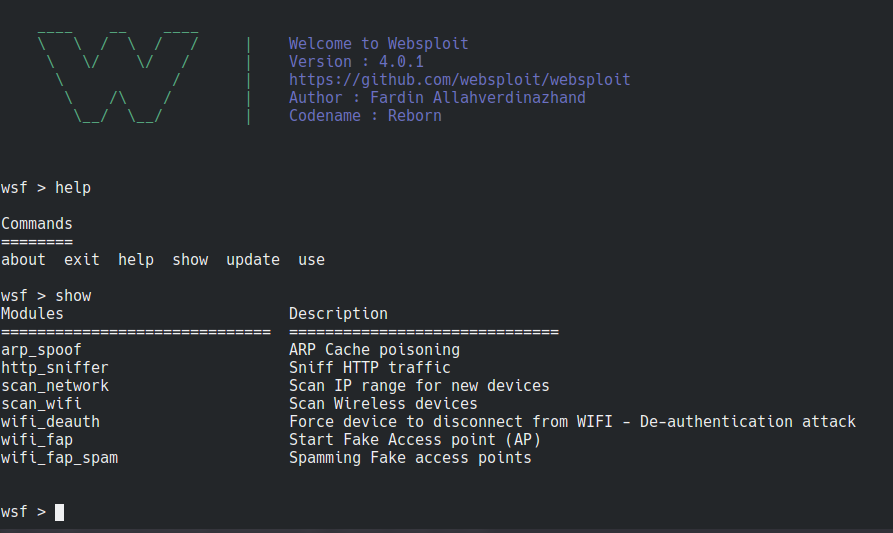 Welcome to Websploit
Version : 4.0.1
https://github.com/websploit/websploit
Author : Fardin Allahverdinazhand
Codename : Reborn
wsf > help
Commands
========
about  exit  help  show  update  use
wsf > show
Modules                         Description
==============================  ==============================
arp_spoof                       ARP Cache poisoning
http_sniffer                    Sniff HTTP traffic
scan_network                    Scan IP range for new devices
scan_wifi                       Scan Wireless devices
wifi_deauth                     Force device to disconnect from WIFI - De-authentication attack
wifi_fap                        Start Fake Access point (AP)
wifi_fap_spam                   Spamming Fake access points
wsf >